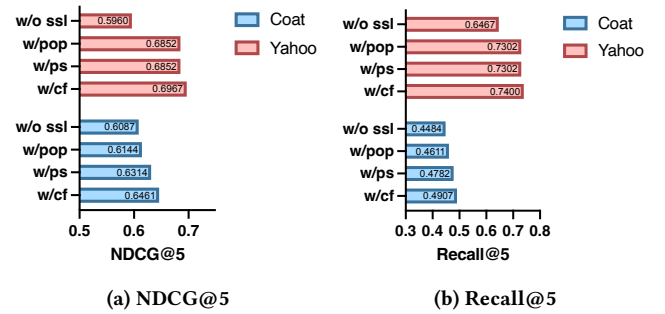 w/o ssl 0.5960
w/pop 0.6852
w/ps 0.6852
w/cf 0.6967
w/o ssl 0.6087
w/pop 0.6144
w/ps 0.6314
w/cf 0.6461
0.5 0.6 0.7
NDCG@5
Coat
Yahoo
(a) NDCG@5
w/o ssl 0.6467
w/pop 0.7302
w/ps 0.7302
w/cf 0.7400
w/o ssl 0.4484
w/pop 0.4611
w/ps 0.4782
w/cf 0.4907
0.3 0.4 0.5 0.6 0.7 0.8
Recall@5
Coat
Yahoo
(b) Recall@5